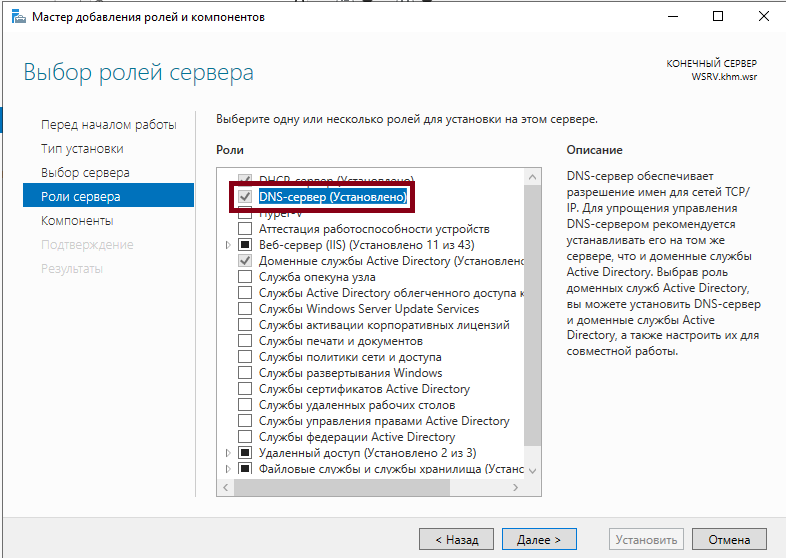 Мастер добавления ролей и компонентов
Выбор ролей сервера
КОНЕЧНЫЙ СЕРВЕР
WSRV.khm.wsr
Перед началом работы
Тип установки
Выбор сервера
Роли сервера
Компоненты
Подтверждение
Результаты
Выберите одну или несколько ролей для установки на этом сервере.
Роли
DHCP-сервер (Установлено)
DNS-сервер (Установлено)
Hyper-V
Аттестация работоспособности устройств
Веб-сервер (IIS) (Установлено 11 из 43)
Доменные службы Active Directory (Установлено
Служба опекуна узла
Службы Active Directory облегченного доступа к
Службы Windows Server Update Services
Службы активации корпоративных лицензий
Службы печати и документов
Службы политики сети и доступа
Службы развертывания Windows
Службы сертификатов Active Directory
Службы удаленных рабочих столов
Службы управления правами Active Directory
Службы федерации Active Directory
Удаленный доступ (Установлено 2 из 3)
Файловые службы и службы хранилища (Устано
Описание
DNS-сервер обеспечивает
разрешение имен для сетей TCP/
IP. Для упрощения управления
DNS-сервером рекомендуется
устанавливать его на том же
сервере, что и доменные службы
Active Directory. Выбрав роль
доменных служб Active Directory,
вы можете установить DNS-сервер
и доменные службы Active
Directory, а также настроить их для
совместной работы.
< Назад
Далее >
Установить
Отмена